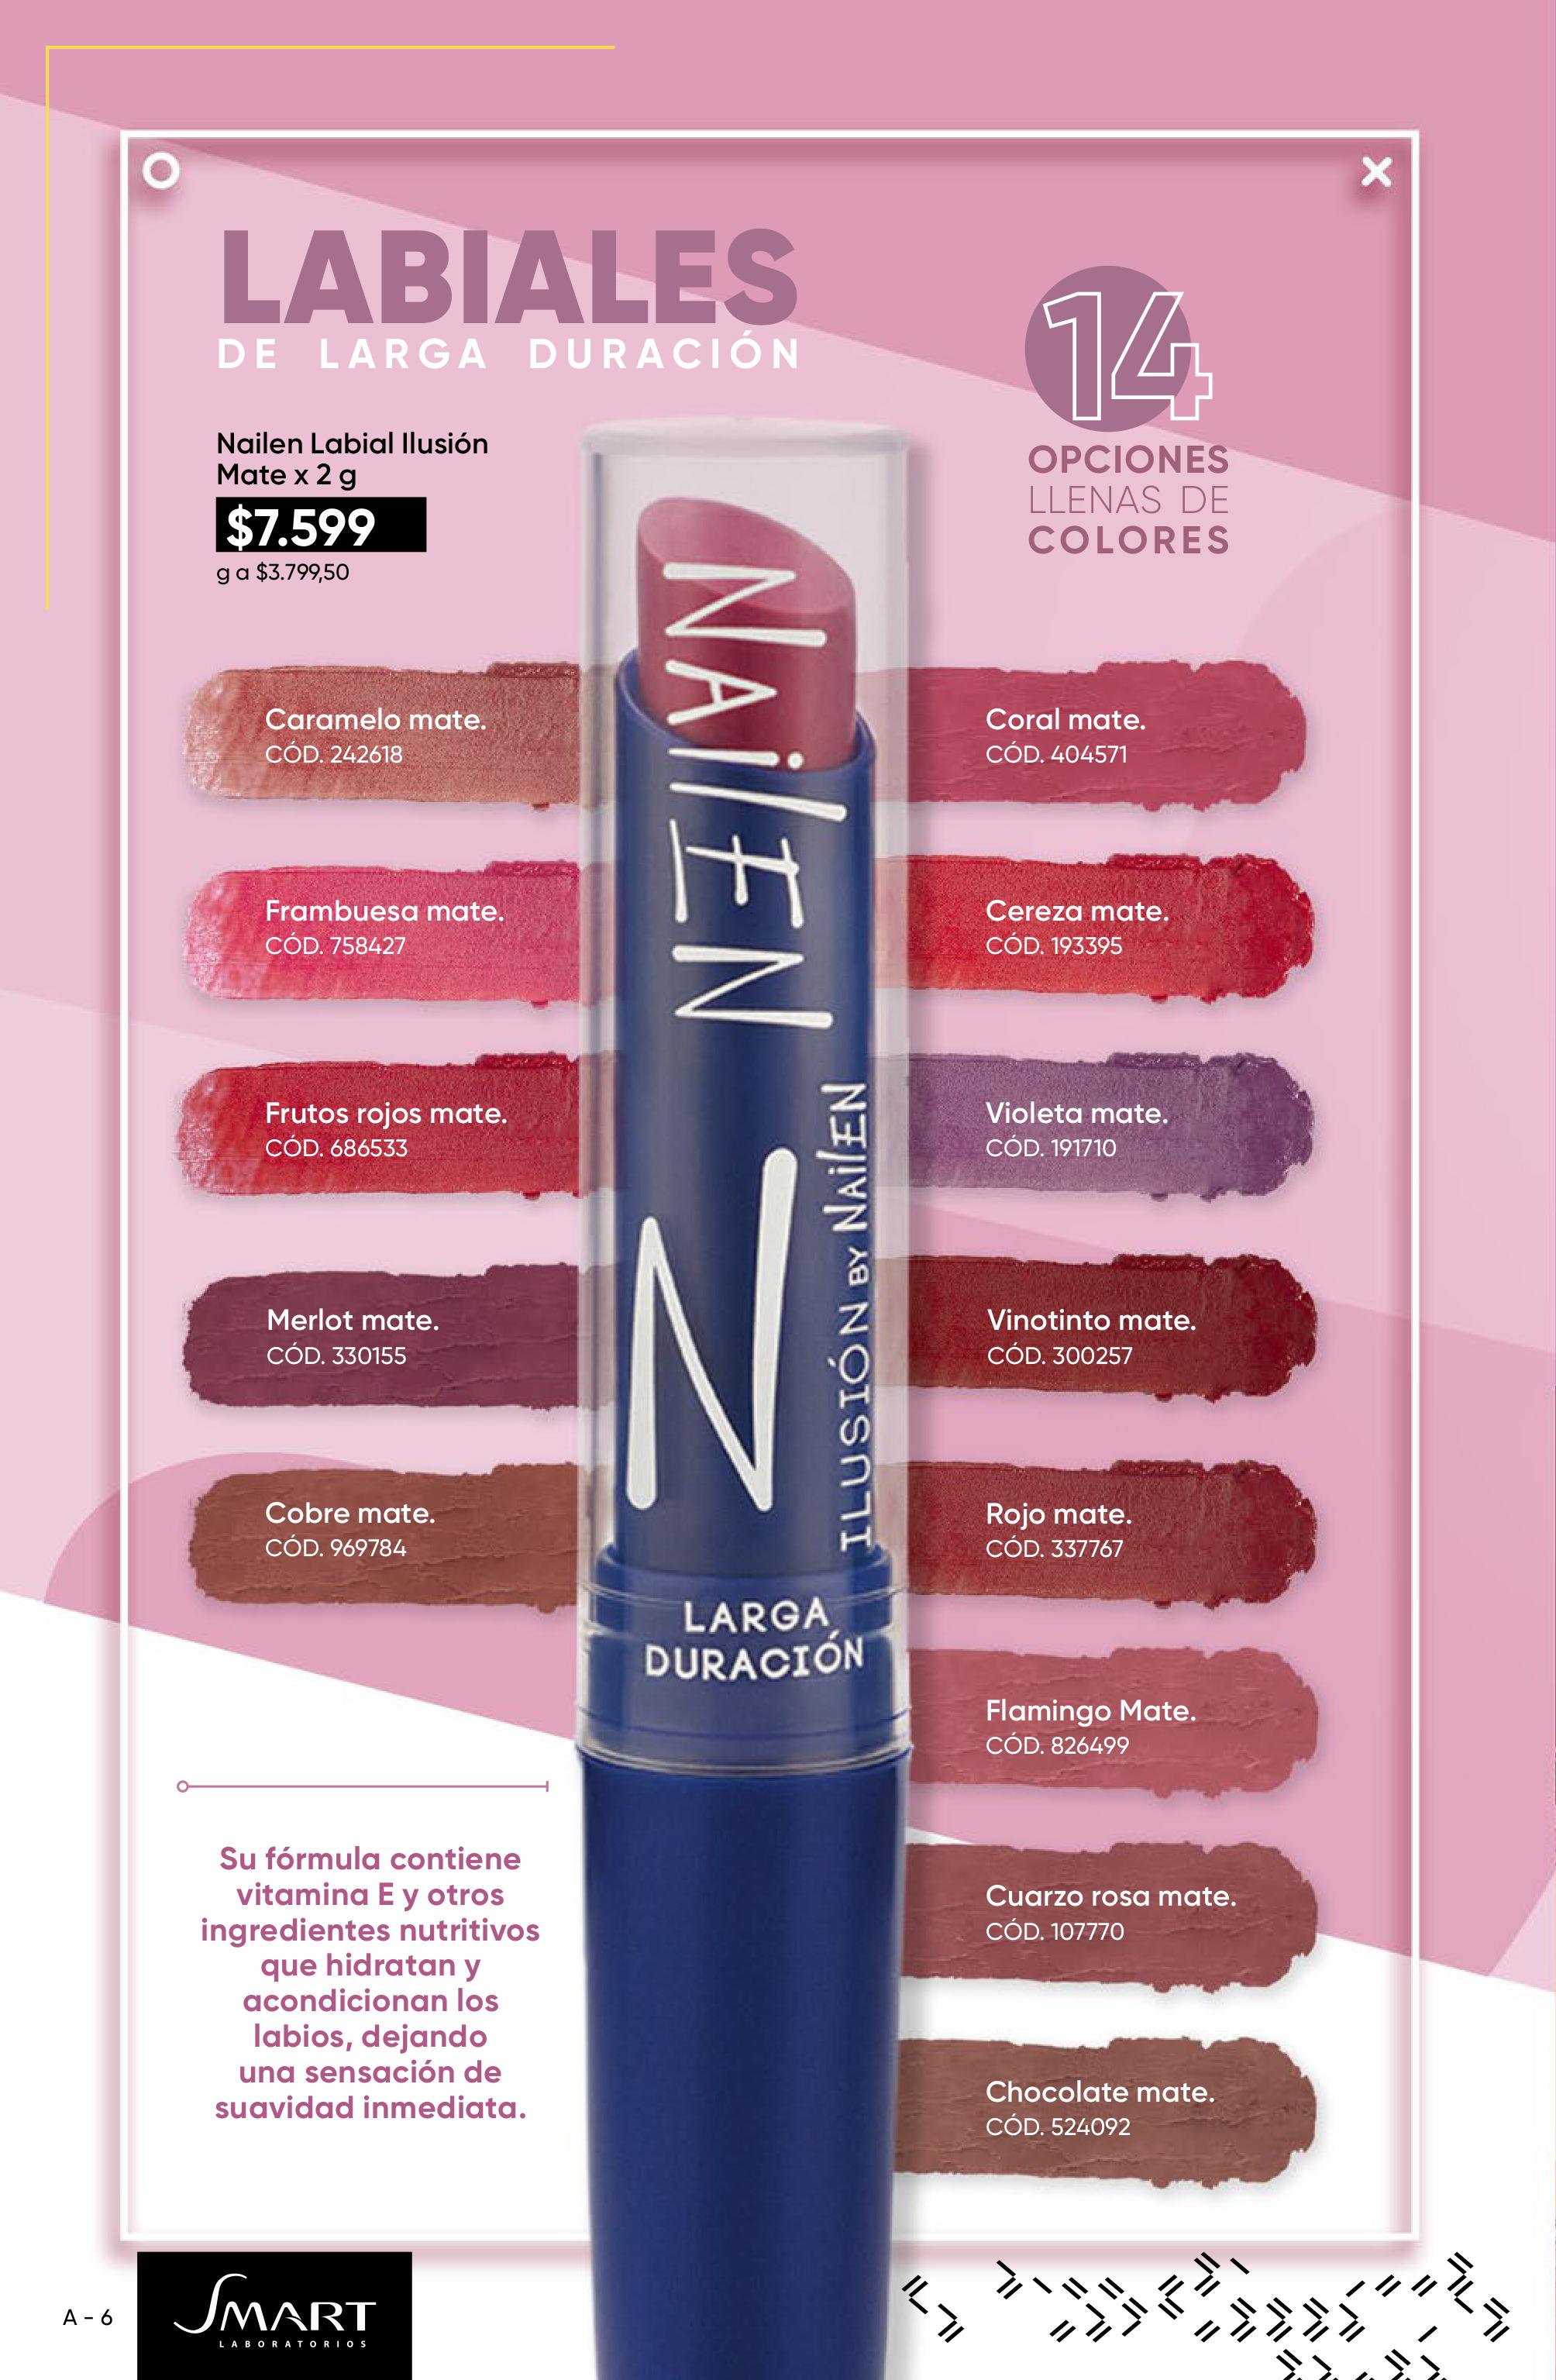 LABIALES
DE LARGA DURACIÓN
14
OPCIONES
LLENAS DE
COLORES
Nailen Labial Ilusión
Mate x 2 g
$7.599
g a $3.799,50
Caramelo mate.
CÓD. 242618
Frambuesa mate.
CÓD. 758427
Frutos rojos mate.
CÓD. 686533
Merlot mate.
CÓD. 330155
Cobre mate.
CÓD. 969784
NAilEN
N
ILUSIÓN BY NAilEN
LARGA
DURACIÓN
Coral mate.
CÓD. 404571
Cereza mate.
CÓD. 193395
Violeta mate.
CÓD. 191710
Vinotinto mate.
CÓD. 300257
Rojo mate.
CÓD. 337767
Flamingo Mate.
CÓD. 826499
Cuarzo rosa mate.
CÓD. 107770
Chocolate mate.
CÓD. 524092
Su fórmula contiene
vitamina E y otros
ingredientes nutritivos
que hidratan y
acondicionan los
labios, dejando
una sensación de
suavidad inmediata.
A - 6
SMART
LABORATORIOS